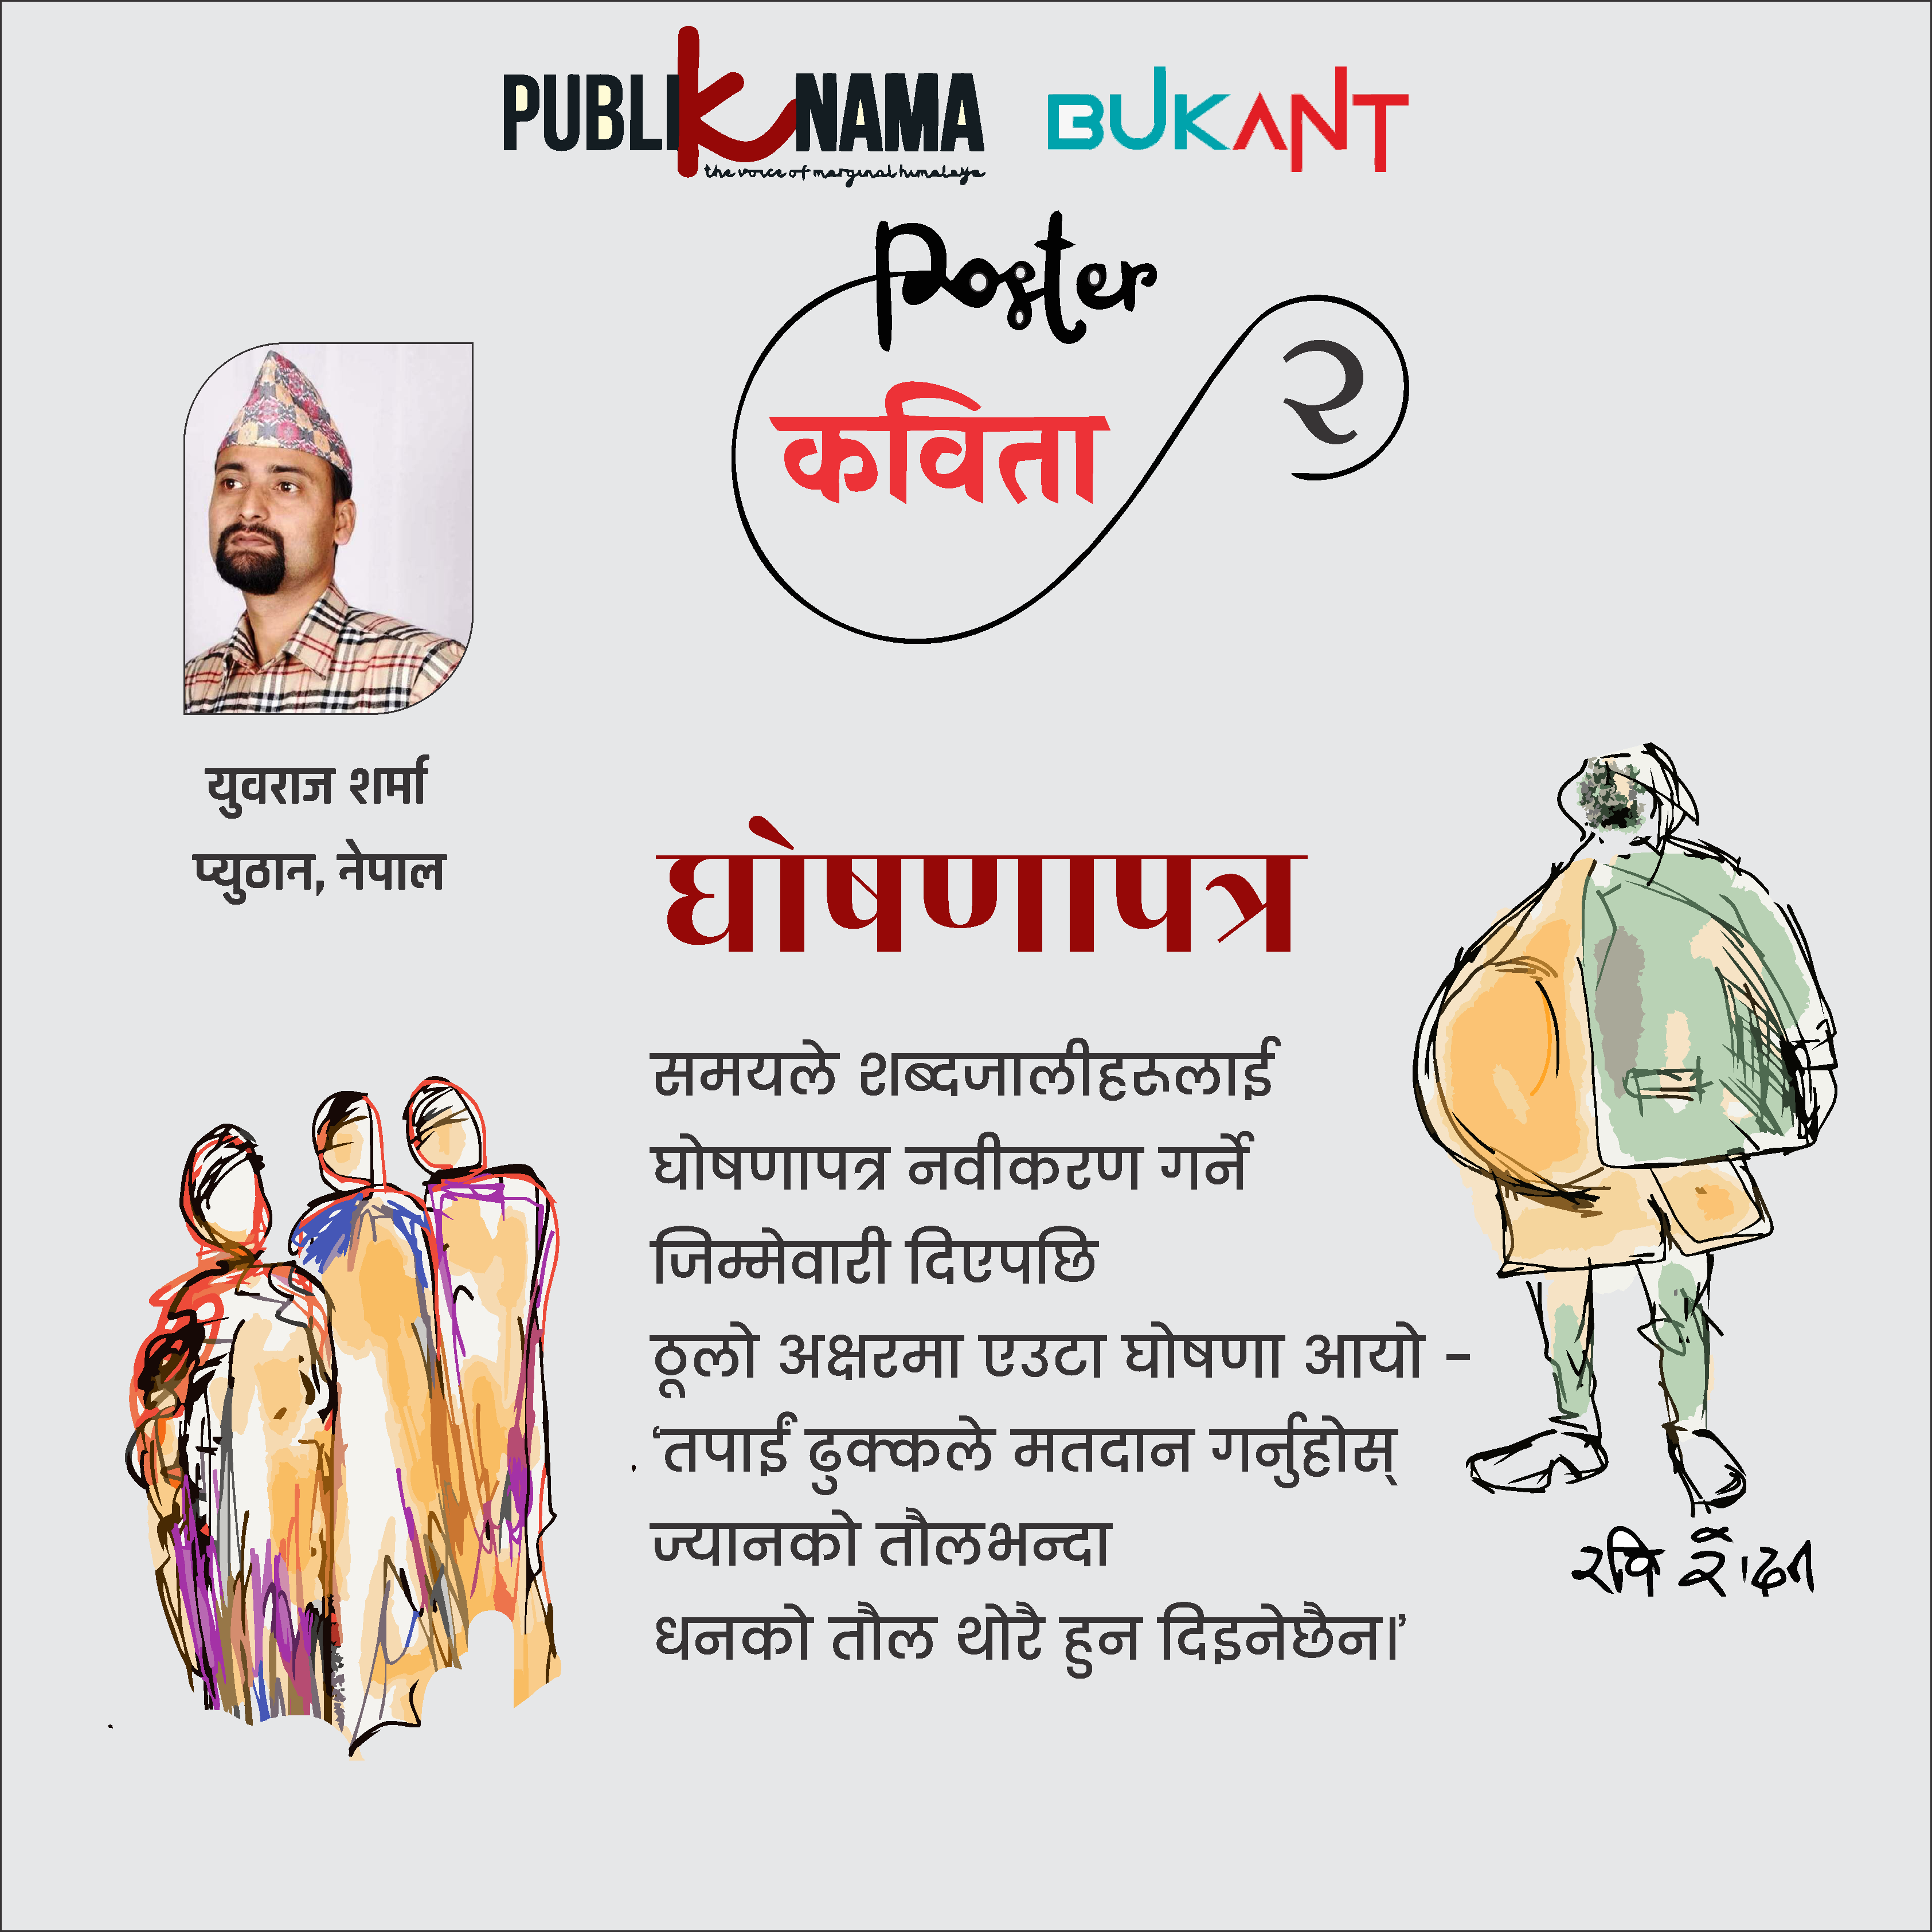 PUBLIKNAMA
the voice of marginal himalaya
BUKANT
Poster
कविता
२
युवराज शर्मा
प्युठान, नेपाल
घोषणापत्र
समयले शब्दजालीहरूलाई
घोषणापत्र नवीकरण गर्ने
जिम्मेवारी दिएपछि
ठूलो अक्षरमा एउटा घोषणा आयो -
‘तपाईं ढुक्कले मतदान गर्नुहोस्
ज्यानको तौलभन्दा
धनको तौल थोरै हुन दिइनेछैन।’
रवि